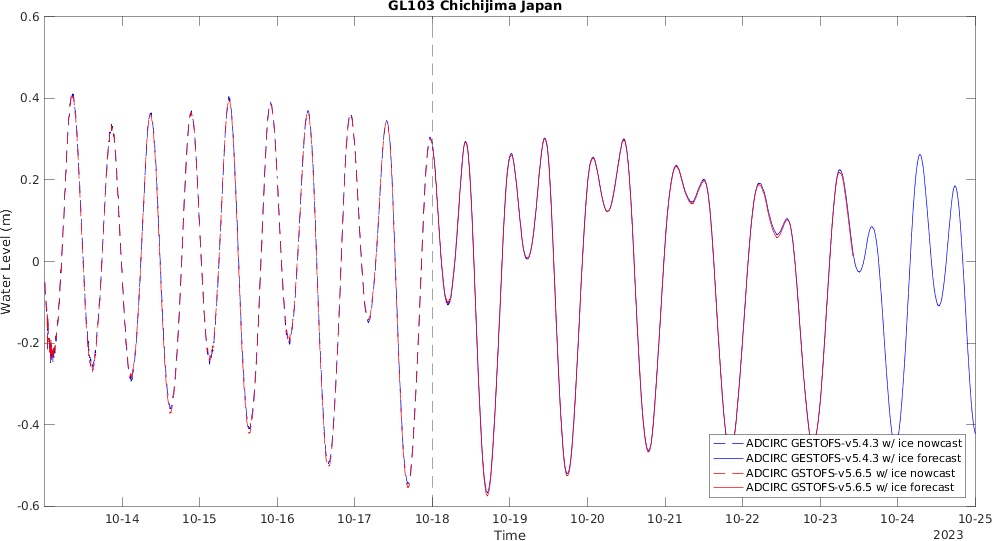 GL103 Chichijima Japan
0.6
0.4
0.2
0
-0.2
-0.4
-0.6
Water Level (m)
ADCIRC GESTOFS-v5.4.3 w/ ice nowcast
ADCIRC GESTOFS-v5.4.3 w/ ice forecast
ADCIRC GSTOFS-v5.6.5 w/ ice nowcast
ADCIRC GSTOFS-v5.6.5 w/ ice forecast
10-14 10-15 10-16 10-17 10-18 10-19 10-20 10-21 10-22 10-23 10-24 10-25
Time
2023